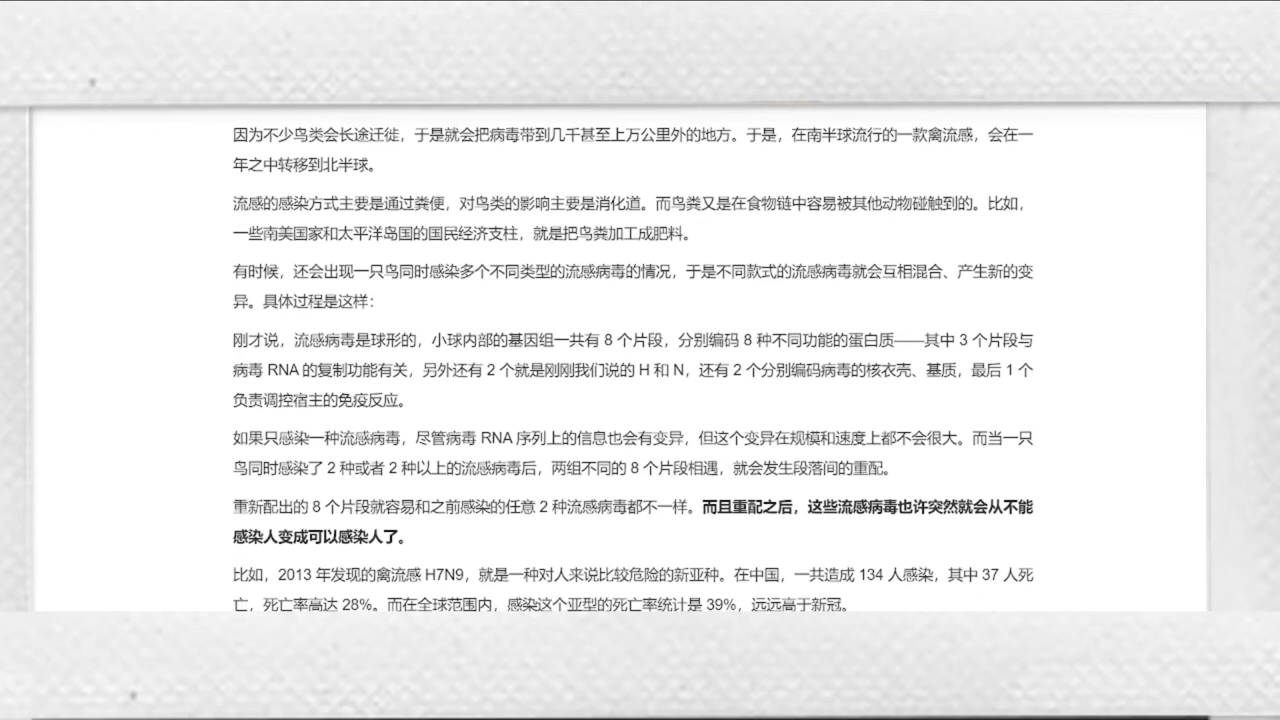 因为不少鸟类会长途迁徙，于是就会把病毒带到几千甚至上万公里外的地方。于是，在南半球流行的一款禽流感，会在一
年之中转移到北半球。
流感的感染方式主要是通过粪便，对鸟类的影响主要是消化道。而鸟粪又是在食物链中容易被其他动物碰触到的。比如，
一些南美国家和太平洋岛国的国民经济支柱，就是把鸟粪加工成肥料。
有时候，还会出现一只鸟同时感染多个不同类型的流感病毒的情况，于是不同款式的流感病毒就会互相混合、产生新的变
异。具体过程是这样：
刚才说，流感病毒是球形的，小球内部的基因组一共有 8 个片段，分别编码 8 种不同功能的蛋白质——其中 3 个片段与
病毒 RNA 的复制功能有关，另外还有 2 个就是刚刚我们说的 H 和 N，还有 2 个分别编码病毒的核衣壳、基质，最后 1 个
负责调控宿主的免疫反应。
如果只感染一种流感病毒，尽管病毒 RNA 序列上的信息也会有变异，但这个变异在规模和速度上都不会很大。而当一只
鸟同时感染了 2 种或者 2 种以上的流感病毒后，两组不同的 8 个片段相遇，就会发生段落间的重配。
重新配出的 8 个片段就容易和之前感染的任意 2 种流感病毒都不一样。而且重配之后，这些流感病毒也许突然就会从不能
感染人变成可以感染人了。
比如，2013 年发现的禽流感 H7N9，就是一种对人来说比较危险的新亚种。在中国，一共造成 134 人感染，其中 37 人死
亡，死亡率高达 28%。而在全球范围内，感染这个亚型的死亡率统计是 39%，远远高于新冠。